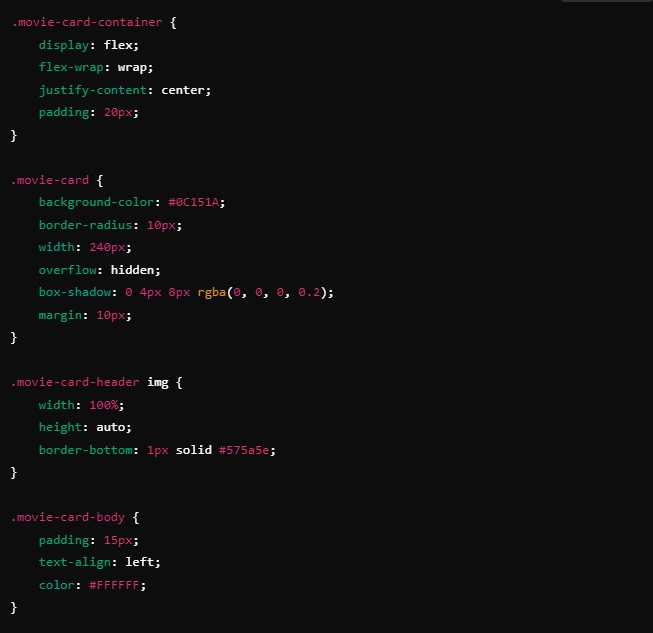 .movie-card-container {
    display: flex;
    flex-wrap: wrap;
    justify-content: center;
    padding: 20px;
}

.movie-card {
    background-color: #0C151A;
    border-radius: 10px;
    width: 240px;
    overflow: hidden;
    box-shadow: 0 4px 8px rgba(0, 0, 0, 0.2);
    margin: 10px;
}

.movie-card-header img {
    width: 100%;
    height: auto;
    border-bottom: 1px solid #575a5e;
}

.movie-card-body {
    padding: 15px;
    text-align: left;
    color: #FFFFFF;
}